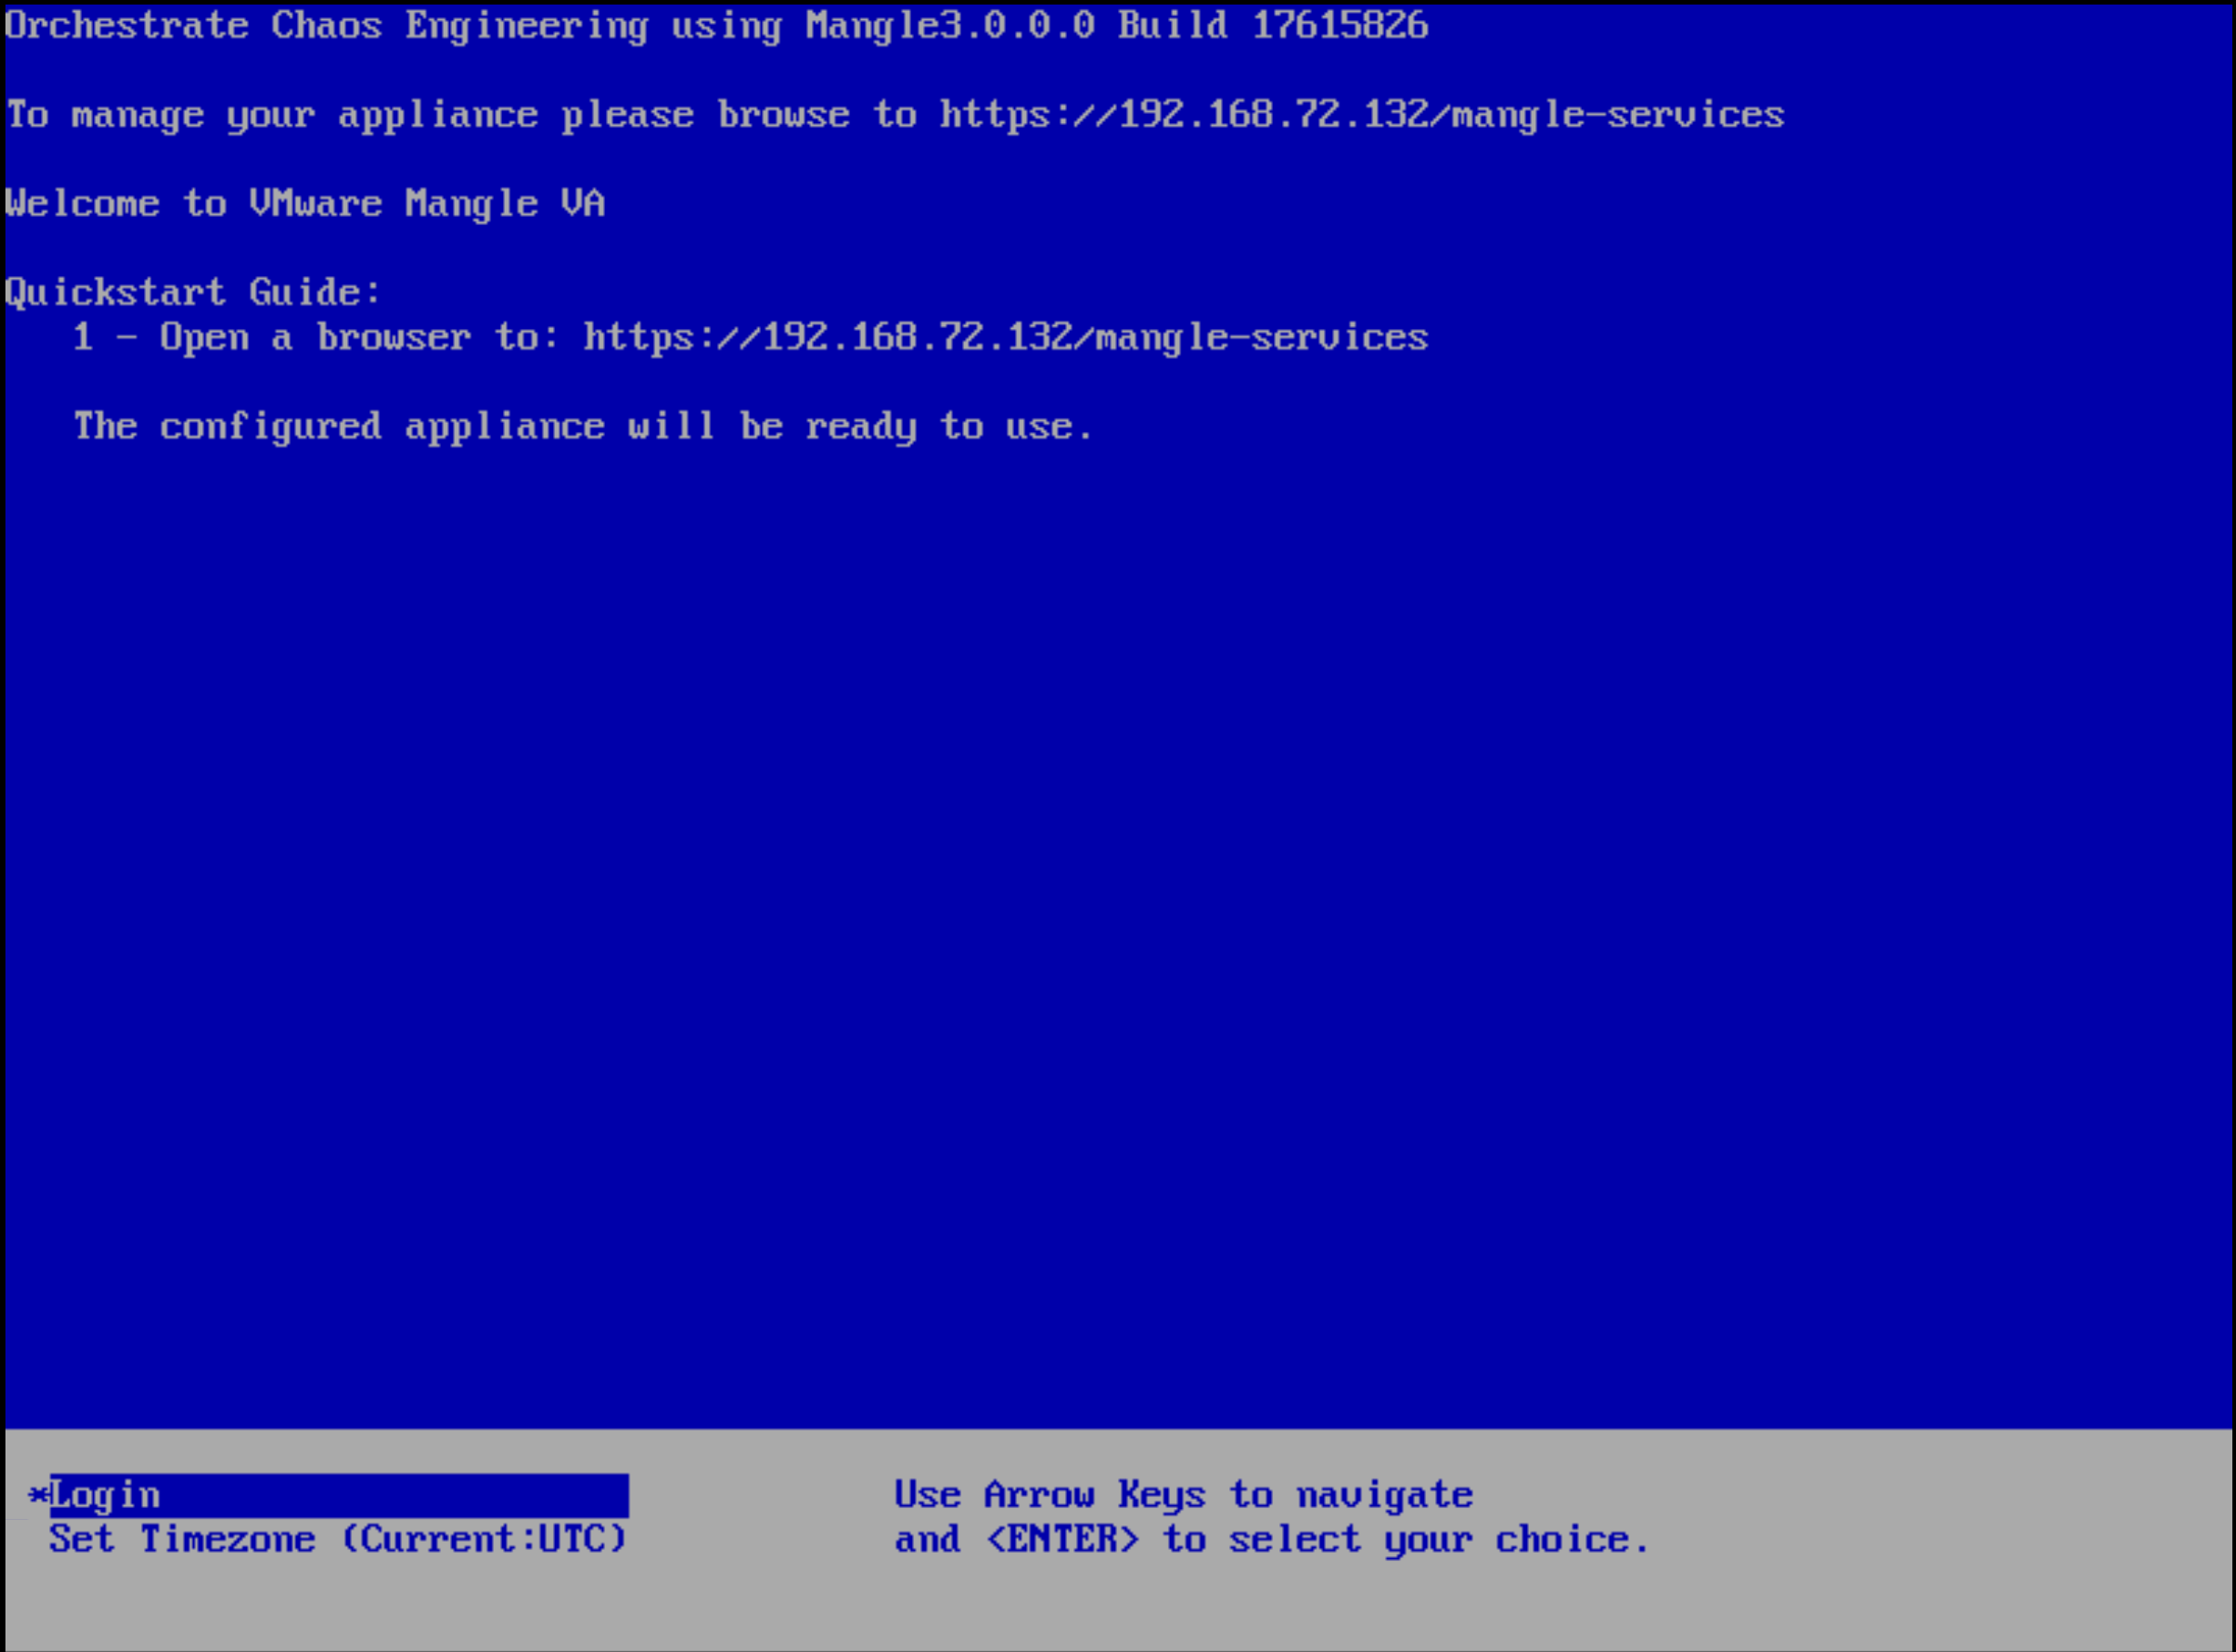 Orchestrate Chaos Engineering using Mangle3.0.0.0 Build 17615826
To manage your appliance please browse to https://192.168.72.132/mangle-services
Welcome to VMware Mangle VA
Quickstart Guide:
1 - Open a browser to: https://192.168.72.132/mangle-services
The configured appliance will be ready to use.
*Login
Set Timezone (Current:UTC)
Use Arrow Keys to navigate
and <ENTER> to select your choice.